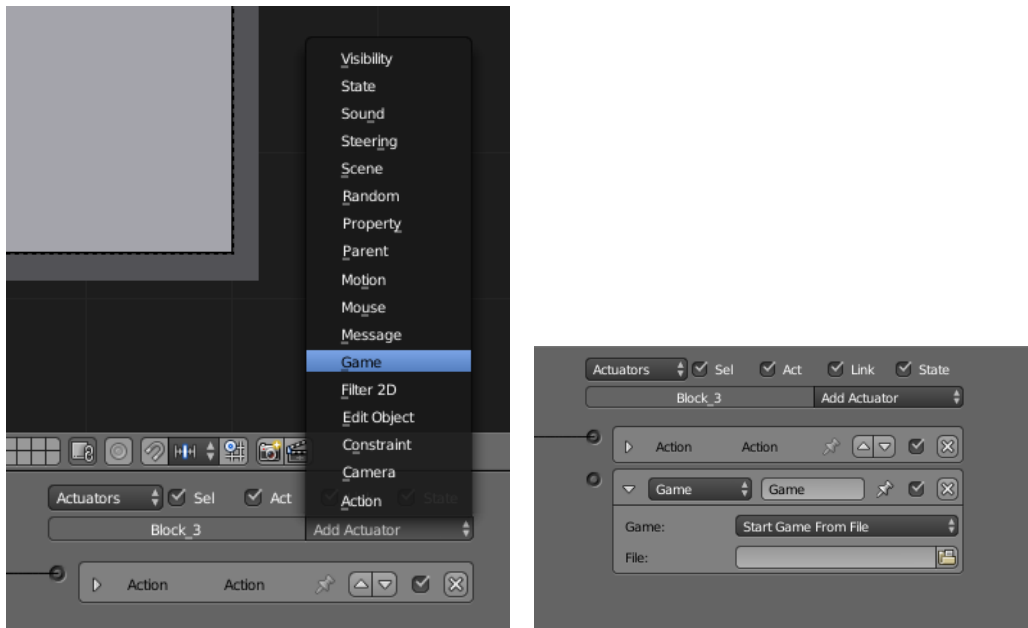 Visibility
State
Sound
Steering
Scene
Random
Property
Parent
Motion
Mouse
Message
Game
Filter 2D
Edit Object
Constraint
Camera
Action
Actuators Sel Act State
Block_3 Add Actuator
Action Action
Actuators Sel Act Link State
Block_3 Add Actuator
Action Action
Game Game
Game: Start Game From File
File: